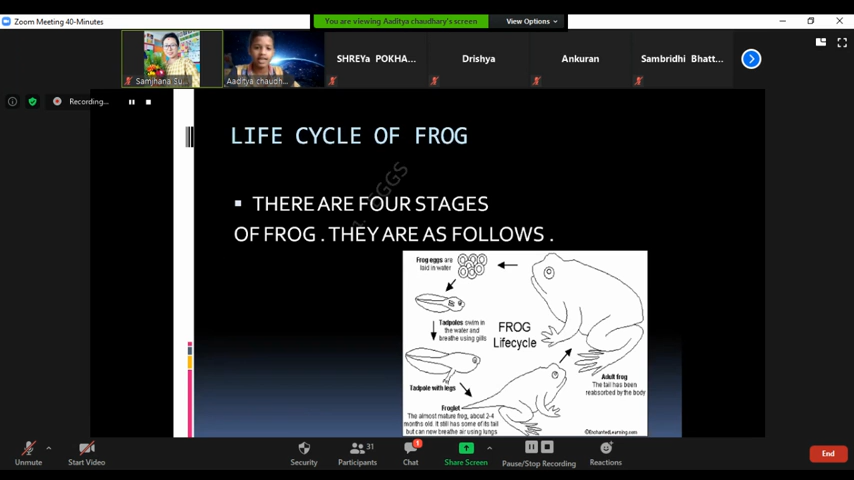 Zoom Meeting 40-Minutes
You are viewing Aaditya chaudhary's screen
View Options
Samjhana Su...
Aaditya chaudh...
SHREYa POKHA...
Drishya
Ankuran
Sambridhi Bhatt...
Recording...
LIFE CYCLE OF FROG
THERE ARE FOUR STAGES
OF FROG . THEY ARE AS FOLLOWS .
EGGS
Frog eggs are
laid in water
Tadpoles swim in
the water and
breathe using gills
FROG
Lifecycle
Tadpole with legs
Froglet
The almost mature frog, about 2-4
months old. It still has some of its tail
but can now breathe air using lungs
Adult frog
The tail has been
reabsorbed by the body
©EnchantedLearning.com
Unmute
Start Video
Security
31
Participants
1
Chat
Share Screen
Pause/Stop Recording
Reactions
End